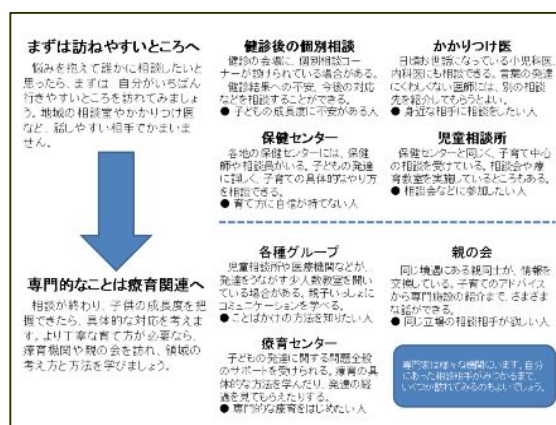 まずは訪ねやすいところへ
悩みを抱えて誰かに相談したいと
思ったら、まずは 自分がいちばん
行きやすいところを訪れてみましょ
う。地域の相談室やかかりつけ医
など、話しやすい相手でかまいま
せん。
専門的なことは療育関連へ
相談が終わり、子供の成長度を把
握できたら、具体的な対応を考えま
す。より丁寧な育て方が必要なら、
療育機関や親の会を訪れ、領域の
考え方と方法を学びましょう。
健診後の個別相談
健診の会場に、個別相談コー
ナーが設けられている場合がある。
健診結果への不安、今後の対応
などを相談することができる。
● 子どもの成長度に不安がある人
かかりつけ医
日頃お世話になっている小児科医、
内科医にも相談できる。言葉の発達
にくわしくない医師には、別の相談
先を紹介してもらうとよい。
● 身近な相手に相談をしたい人
保健センター
各地の保健センターには、保健
師や相談員がいる。子どもの発達
に詳しく、子育ての具体的なやり方
を相談できる。
● 育て方に自信が持てない人
児童相談所
保健センターと同じく、子育て中心
の相談を受けている。相談会や療
育教室を実施しているところもある。
● 相談会などに参加したい人
各種グループ
児童相談所や医療機関などが、
発達をうながす少人数教室を開い
ている場合がある。親子いっしょに
コミュニケーションを学べる。
● ことばかけの方法を知りたい人
親の会
同じ境遇にある親同士が、情報を
交換している。子育てのアドバイス
から専門施設の紹介まで、さまざま
な話ができる。
● 同じ立場の相談相手が欲しい人
療育センター
子どもの発達に関する問題全般
のサポートを受けられる。療育の具
体的な方法を学んだり、発達の経
過を見てもらえたりする。
● 専門的な療育をはじめたい人
専門家は様々な機関にいます。自分
にあった相談相手がみつかるまで、
いくつか訪れてみるのもよいでしょう。